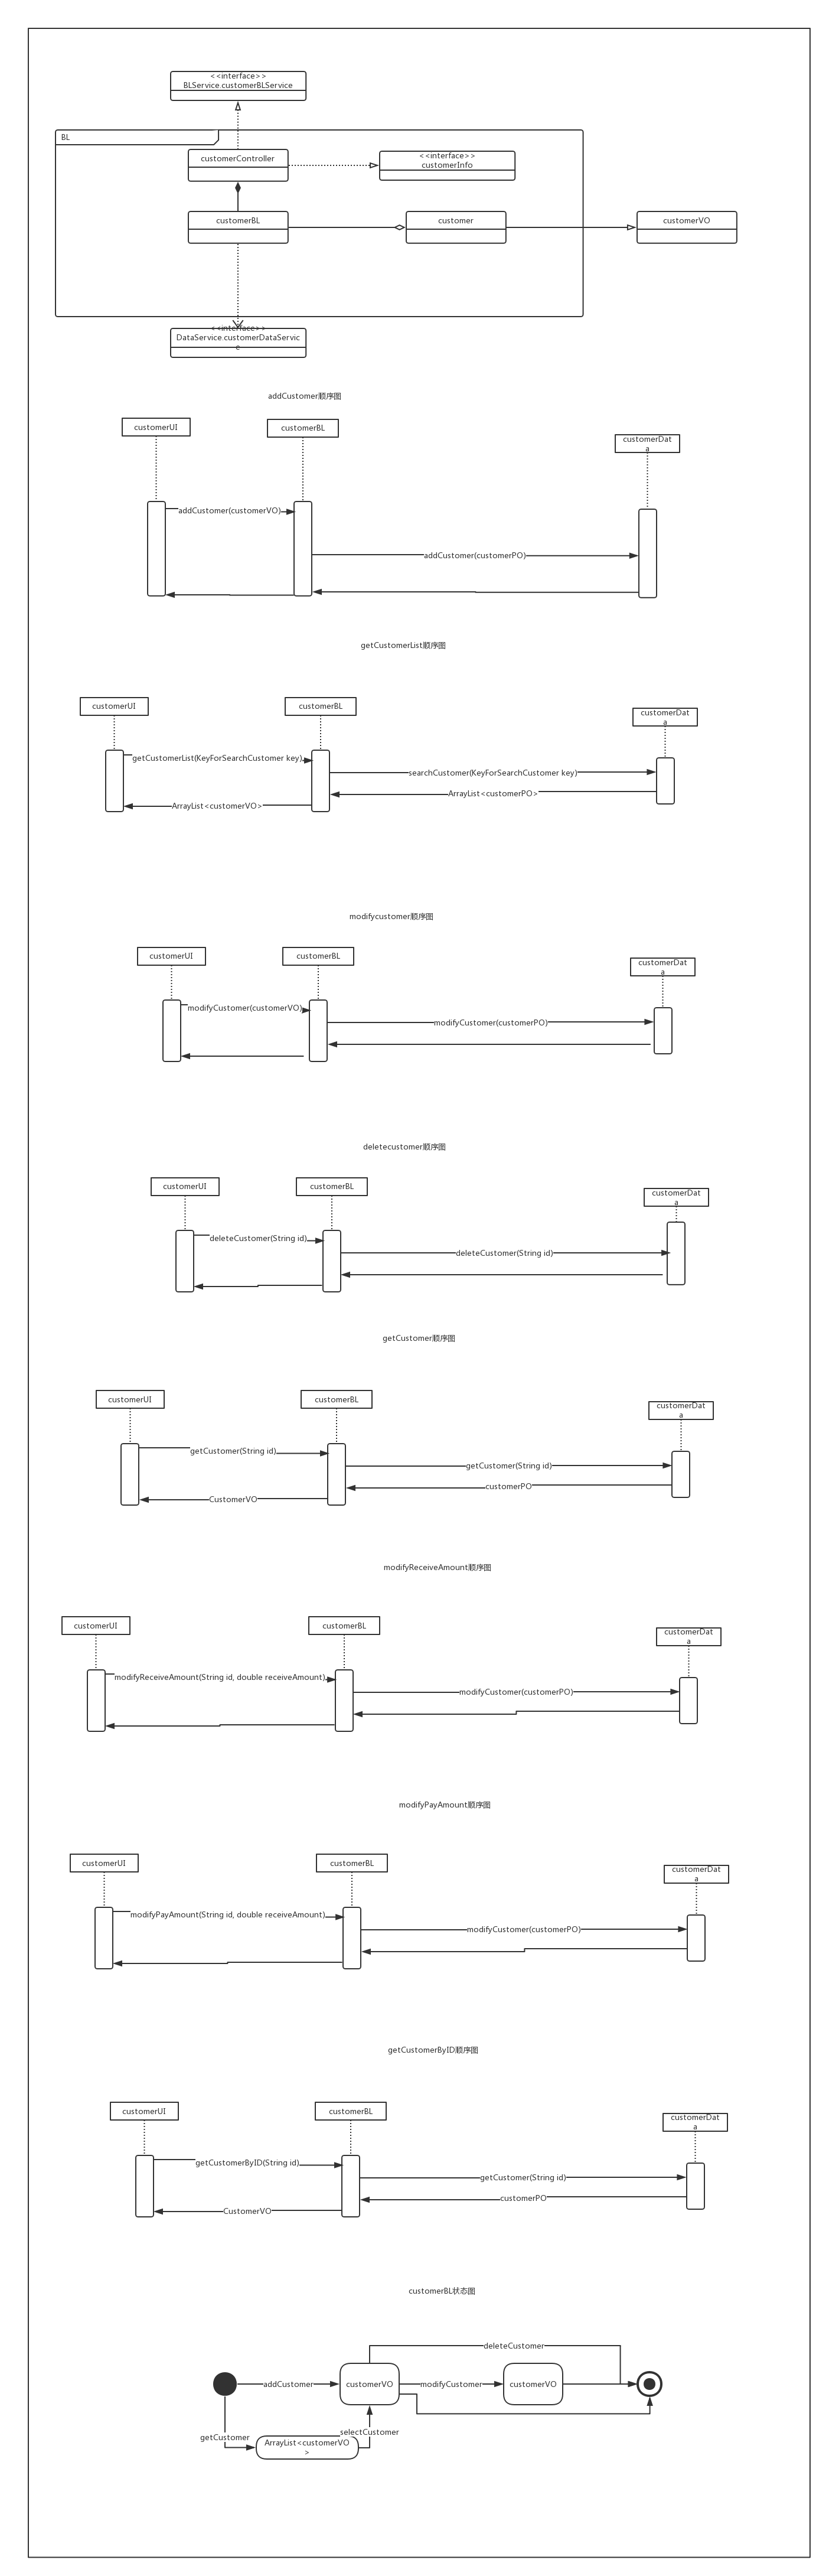 <<interface>>
BLService.customerBLService
BL
customerController
<<interface>>
customerInfo
customerBL
customer
customerVO
<<interface>>
DataService.customerDataServic
e
addCustomer顺序图
customerUI
customerBL
customerDat
a
addCustomer(customerVO)
addCustomer(customerPO)
getCustomerList顺序图
customerUI
customerBL
customerDat
a
getCustomerList(KeyForSearchCustomer key)
searchCustomer(KeyForSearchCustomer key)
ArrayList<customerPO>
ArrayList<customerVO>
modifycustomer顺序图
customerUI
customerBL
customerDat
a
modifyCustomer(customerVO)
modifyCustomer(customerPO)
deletecustomer顺序图
customerUI
customerBL
customerDat
a
deleteCustomer(String id)
deleteCustomer(String id)
getCustomer顺序图
customerUI
customerBL
customerDat
a
getCustomer(String id)
getCustomer(String id)
customerPO
CustomerVO
modifyReceiveAmount顺序图
customerUI
customerBL
customerDat
a
modifyReceiveAmount(String id, double receiveAmount)
modifyCustomer(customerPO)
modifyPayAmount顺序图
customerUI
customerBL
customerDat
a
modifyPayAmount(String id, double receiveAmount)
modifyCustomer(customerPO)
getCustomerByID顺序图
customerUI
customerBL
customerDat
a
getCustomerByID(String id)
getCustomer(String id)
customerPO
CustomerVO
customerBL状态图
deleteCustomer
addCustomer
customerVO
modifyCustomer
customerVO
selectCustomer
getCustomer
ArrayList<customerVO
>